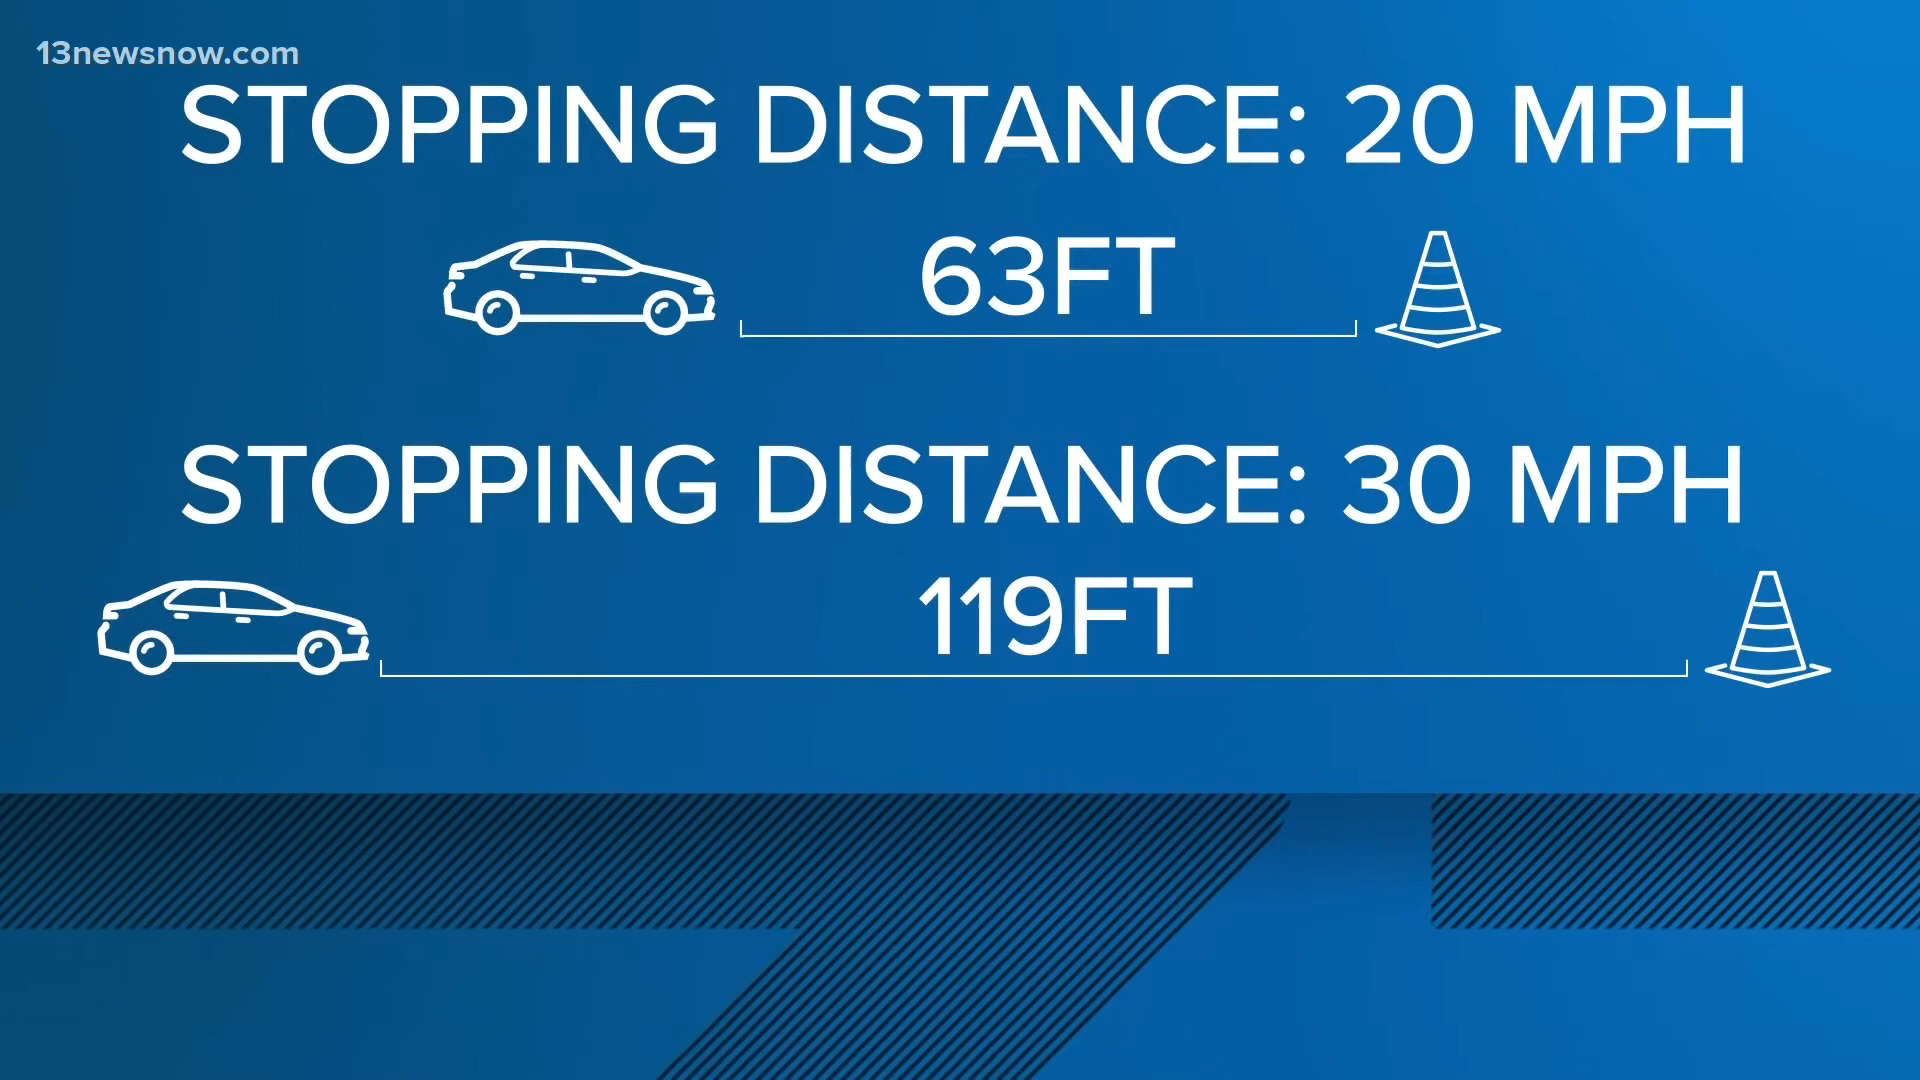 13newsnow.com
STOPPING DISTANCE: 20 MPH
63FT
STOPPING DISTANCE: 30 MPH
119FT